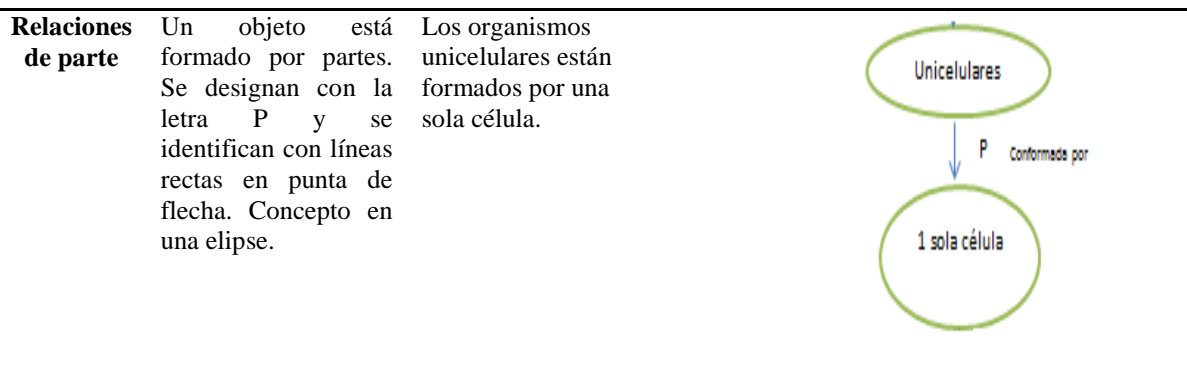 Relaciones
de parte
Un objeto está
formado por partes.
Se designan con la
letra P y se
identifican con líneas
rectas en punta de
flecha. Concepto en
una elipse.
Los organismos
unicelulares están
formados por una
sola célula.
Unicelulares
P Conformada por
1 sola célula